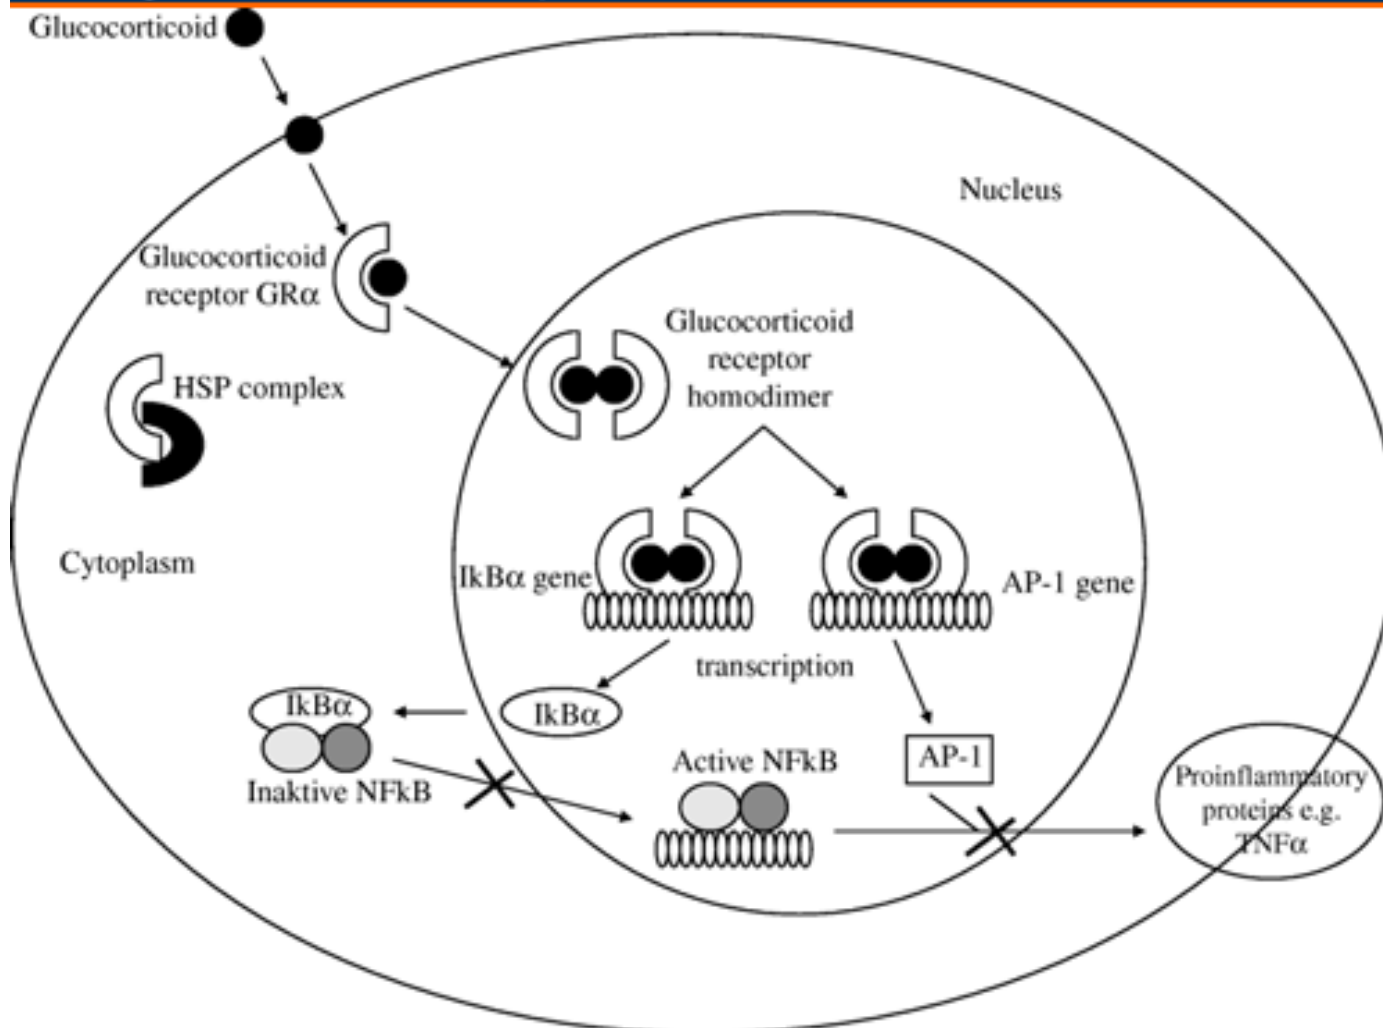 Glucocorticoid
Nucleus
Glucocorticoid
receptor GRα
Glucocorticoid
receptor
homodimer
HSP complex
Cytoplasm
IkBα gene
AP-1 gene
transcription
IkBα
IkBα
Inaktive NFkB
Active NFkB
AP-1
Proinflammatory
proteins e.g.
TNFα